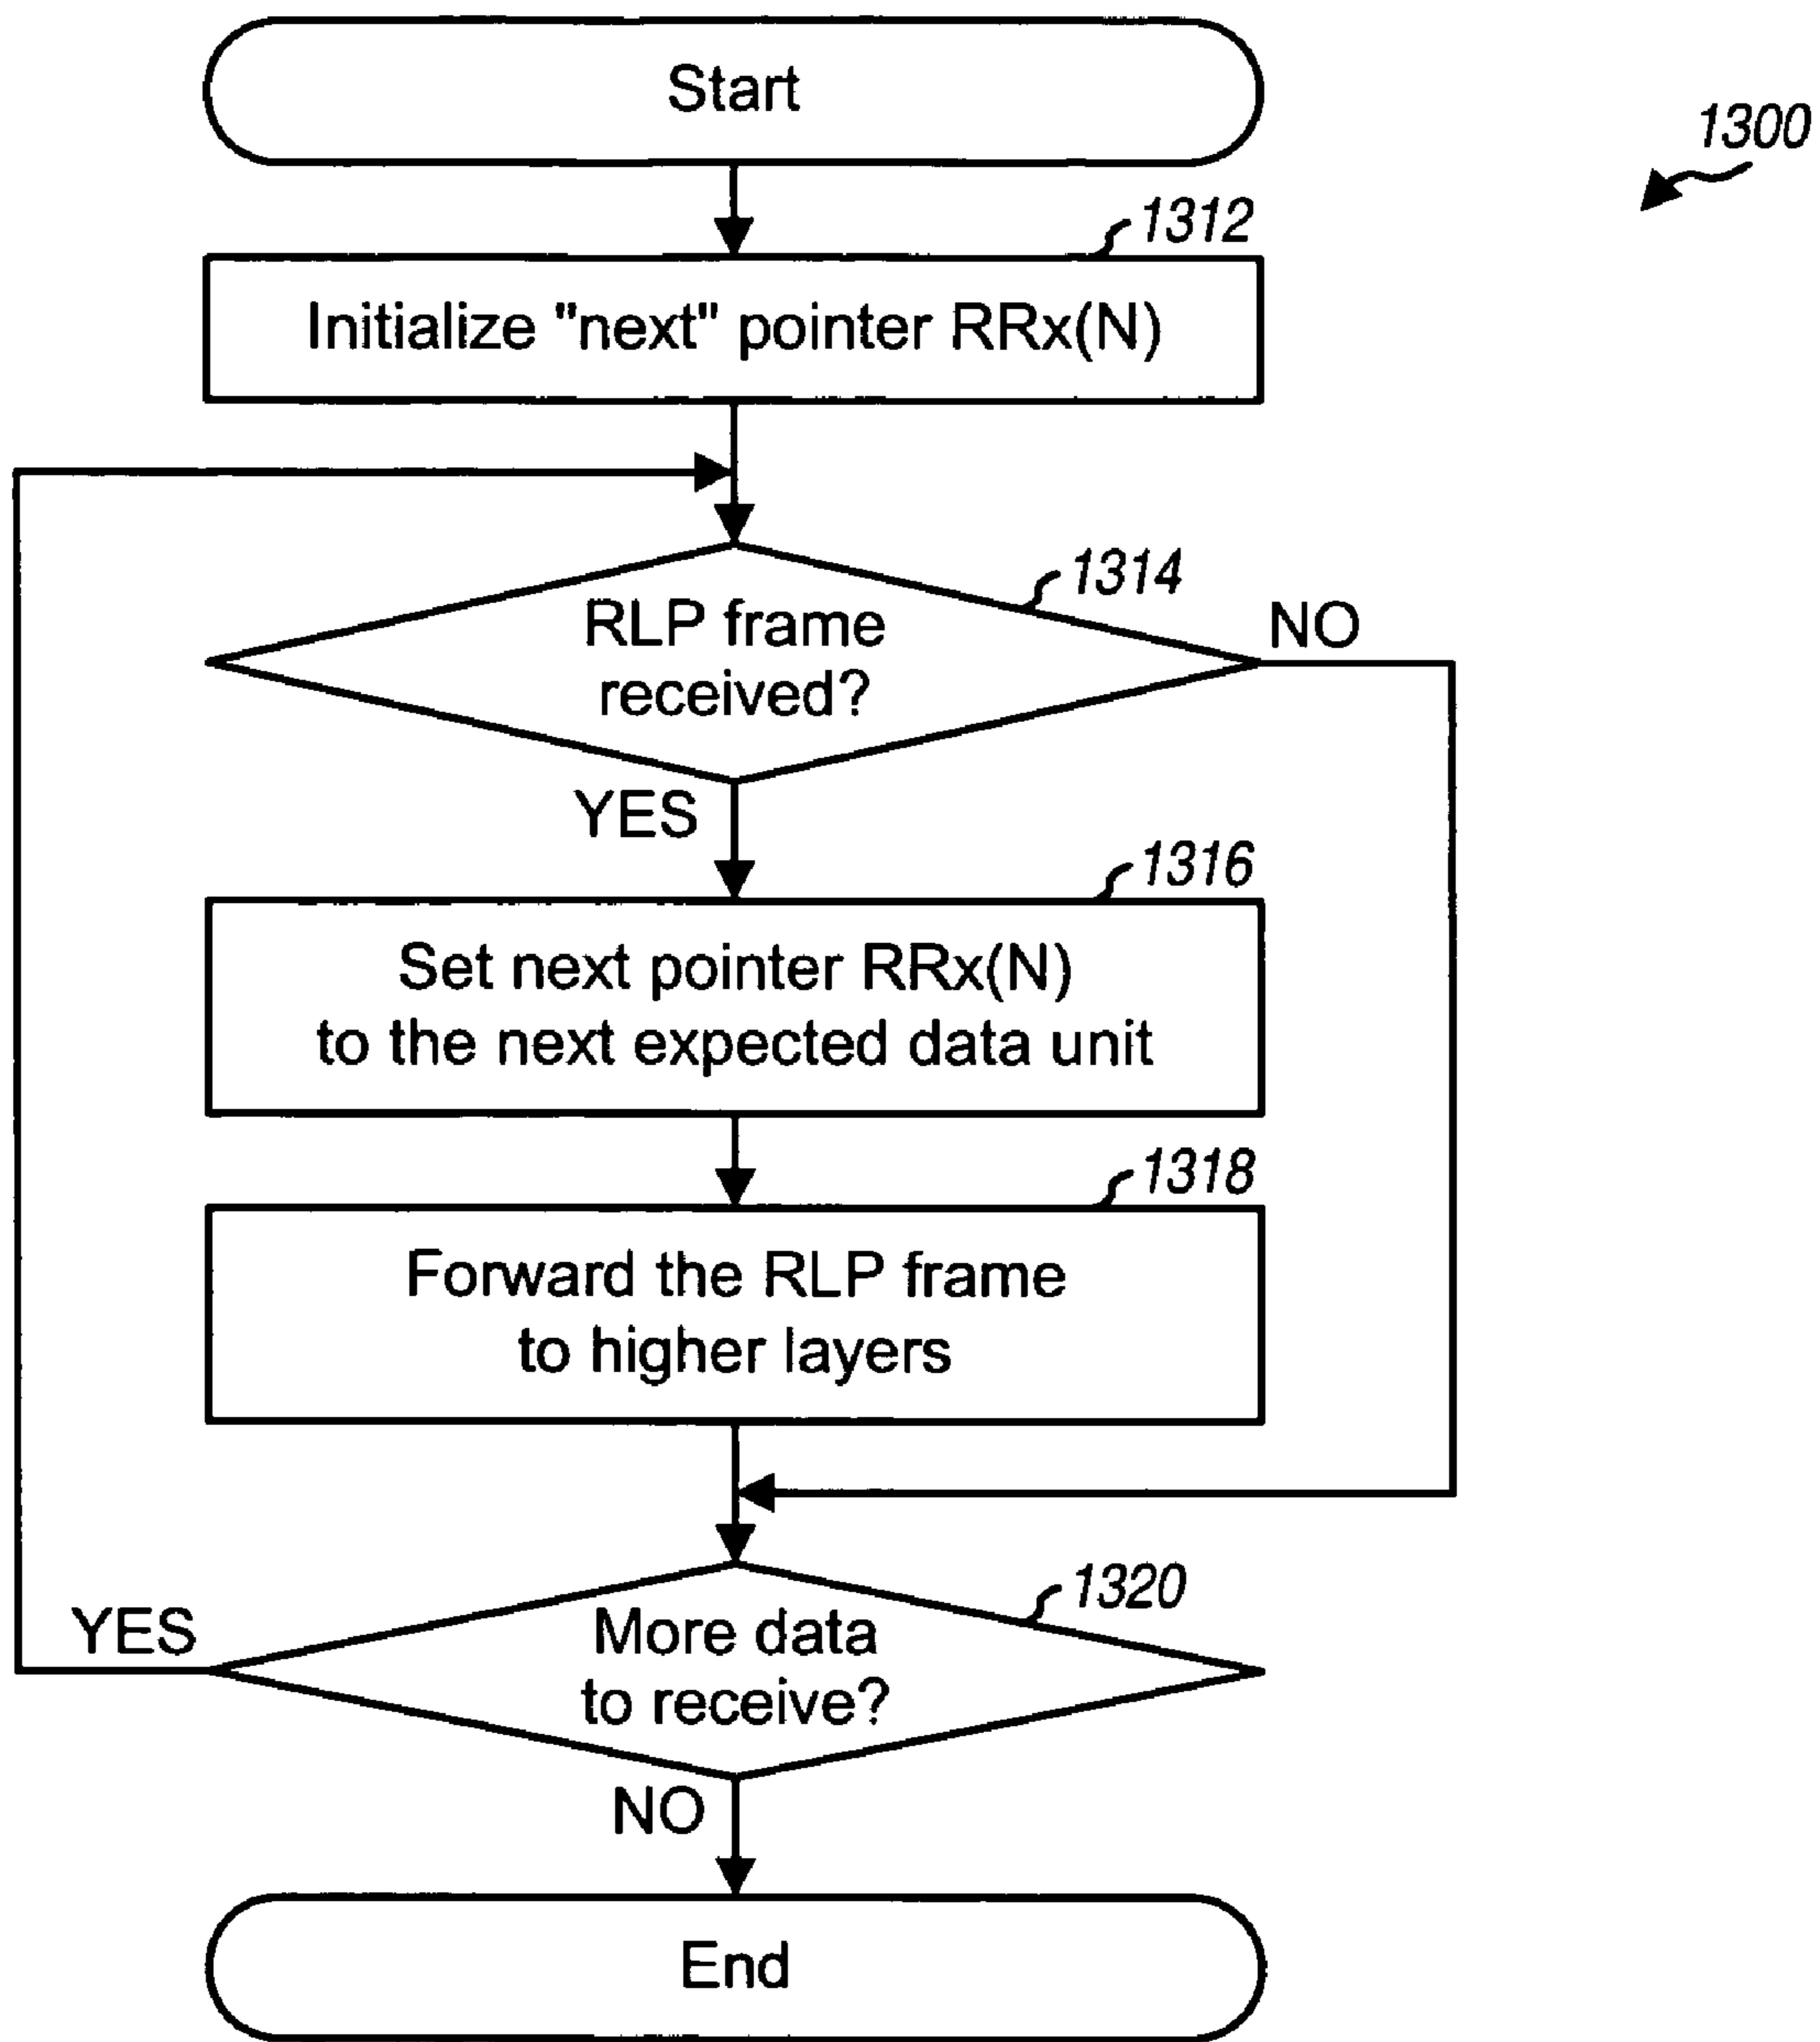 Start
1300
1312
Initialize "next" pointer RRx(N)
1314
RLP frame
received?
NO
YES
1316
Set next pointer RRx(N)
to the next expected data unit
1318
Forward the RLP frame
to higher layers
1320
YES
More data
to receive?
NO
End